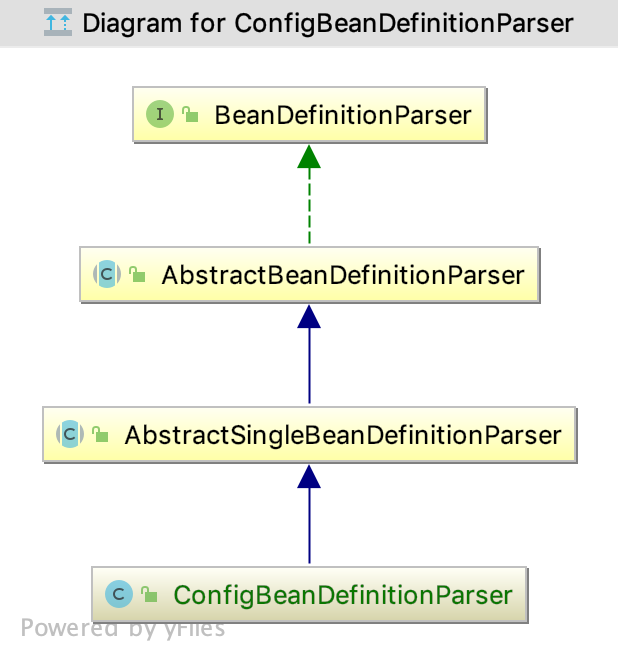 Diagram for ConfigBeanDefinitionParser
I BeanDefinitionParser
C AbstractBeanDefinitionParser
C AbstractSingleBeanDefinitionParser
C ConfigBeanDefinitionParser
Powered by yFiles